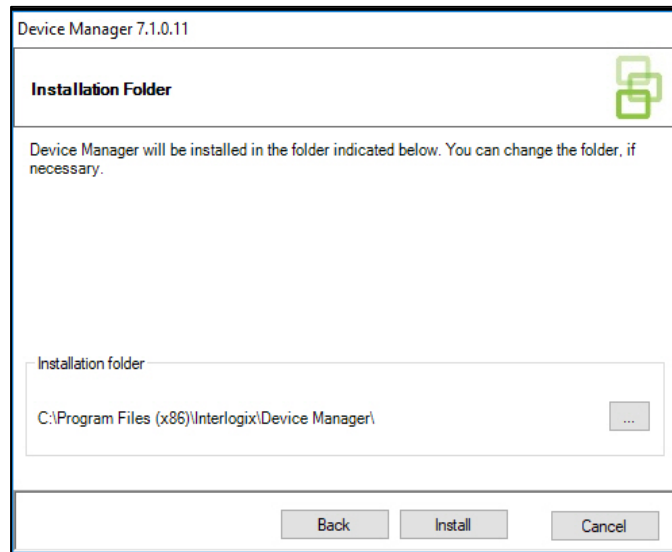 Device Manager 7.1.0.11
Installation Folder
Device Manager will be installed in the folder indicated below. You can change the folder, if
necessary.
Installation folder
C:\Program Files (x86)\Interlogix\Device Manager\
...
Back
Install
Cancel